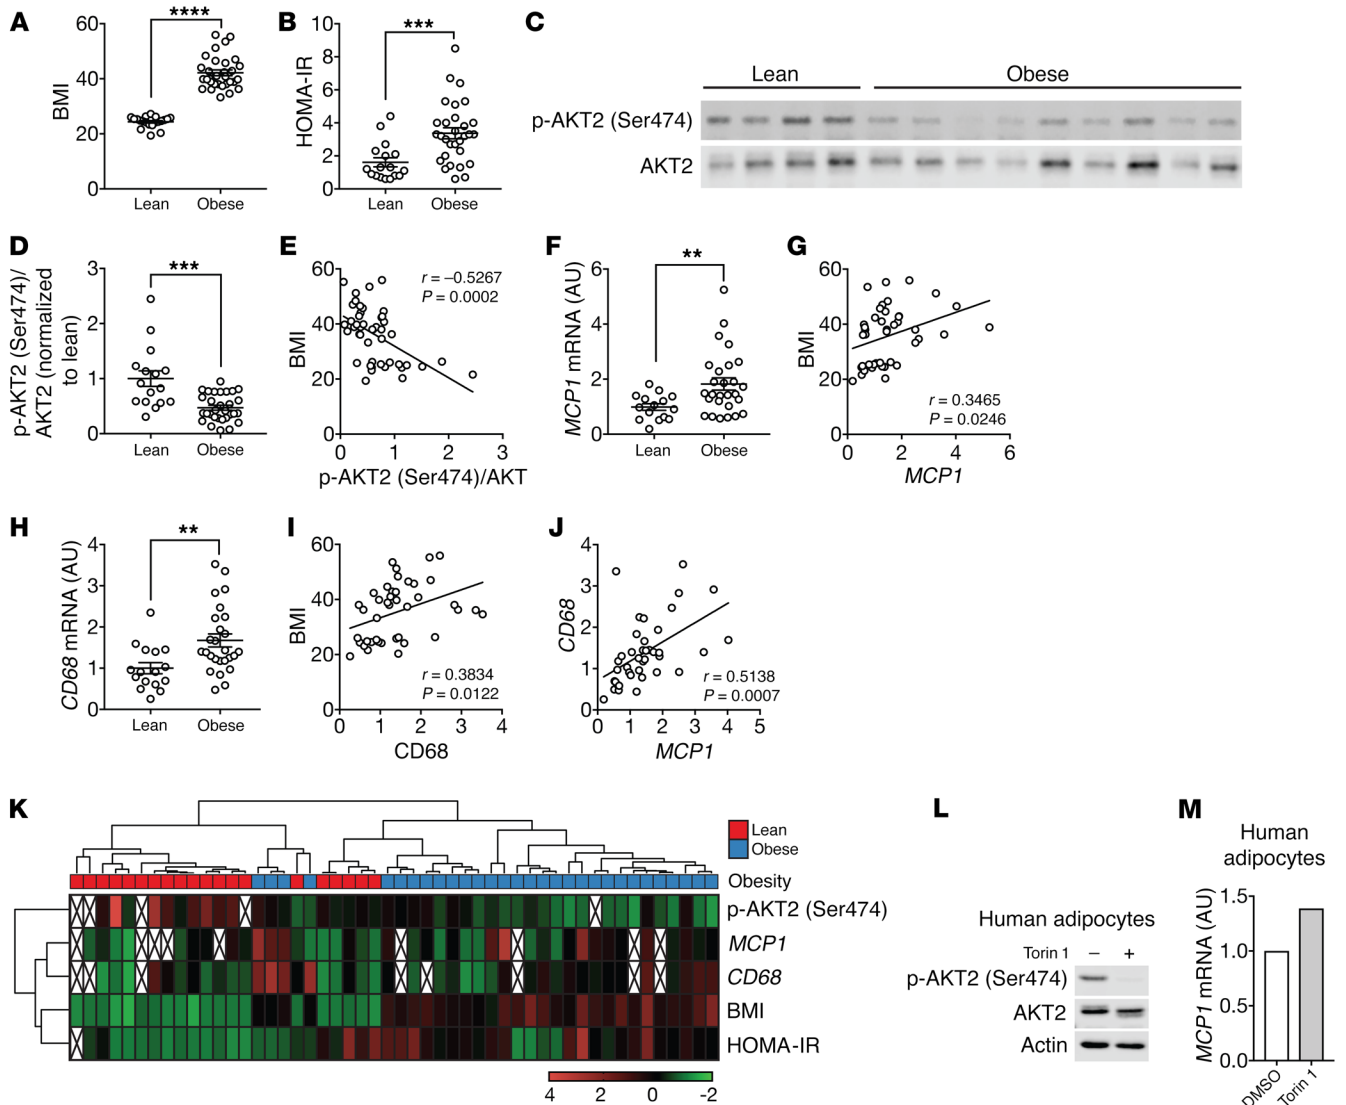 A
BMI
60
40
20
0
****
Lean
Obese
B
HOMA-IR
10
8
6
4
2
0
***
Lean
Obese
C
Lean
Obese
p-AKT2 (Ser474)
AKT2
D
p-AKT2 (Ser474)/
AKT2 (normalized
to lean)
3
2
1
0
***
Lean
Obese
E
BMI
60
40
20
0
r = –0.5267
P = 0.0002
0 1 2 3
p-AKT2 (Ser474)/AKT
F
MCP1 mRNA (AU)
6
4
2
0
**
Lean
Obese
G
BMI
60
40
20
0
r = 0.3465
P = 0.0246
0 2 4 6
MCP1
H
CD68 mRNA (AU)
4
3
2
1
0
**
Lean
Obese
I
BMI
60
40
20
0
r = 0.3834
P = 0.0122
0 1 2 3 4
CD68
J
CD68
4
3
2
1
0
r = 0.5138
P = 0.0007
0 1 2 3 4 5
MCP1
K
Lean
Obese
Obesity
p-AKT2 (Ser474)
MCP1
CD68
BMI
HOMA-IR
4 2 0 -2
L
Human adipocytes
Torin 1 – +
p-AKT2 (Ser474)
AKT2
Actin
M
Human
adipocytes
MCP1 mRNA (AU)
1.5
1.0
0.5
0.0
DMSO
Torin 1